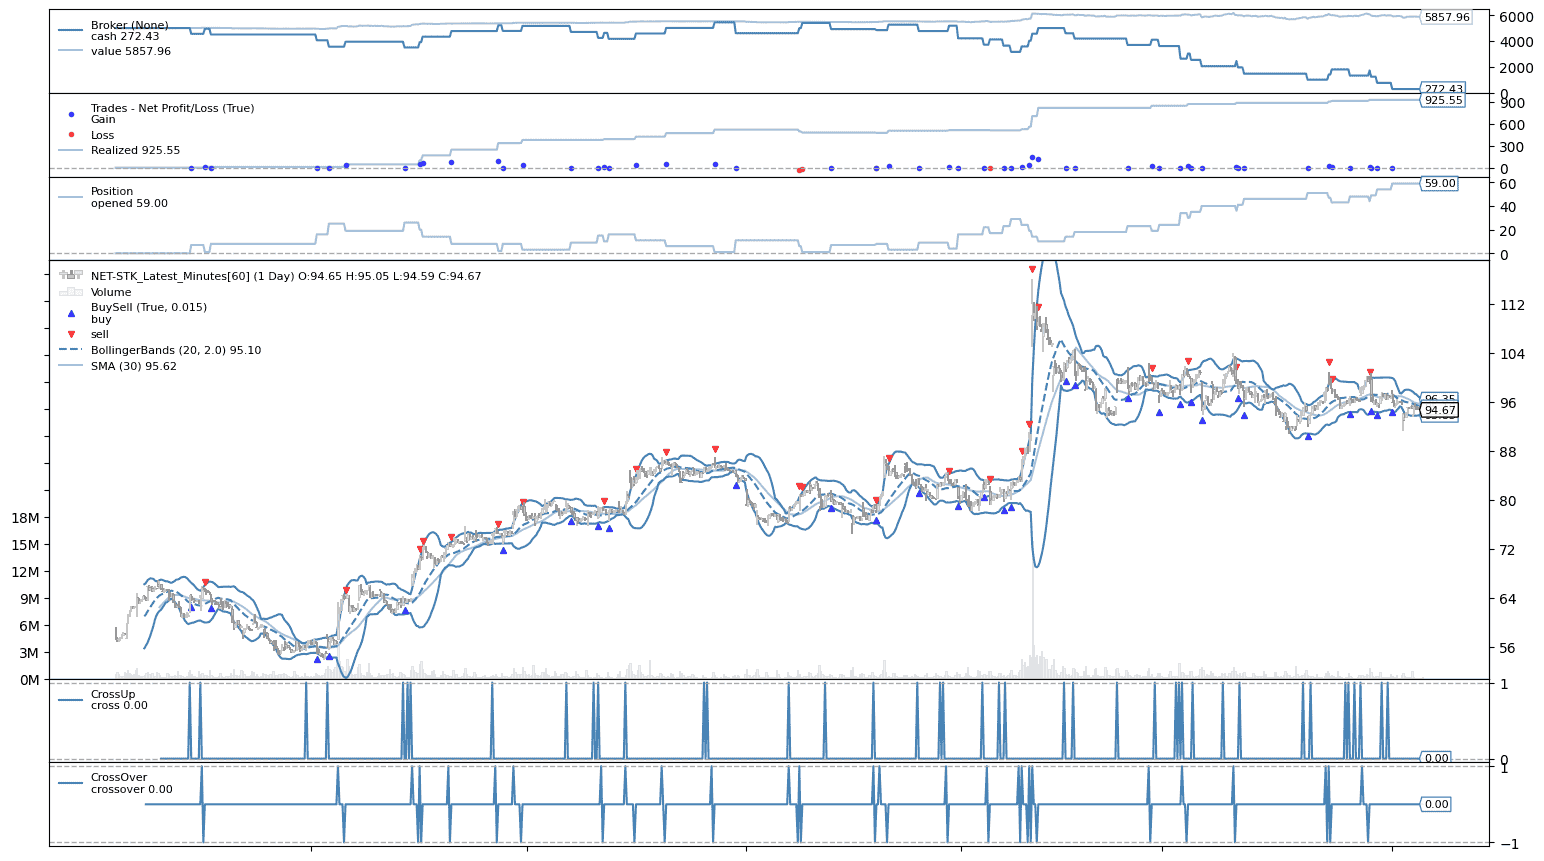 Broker (None)
cash 272.43
value 5857.96
5857.96
6000
4000
2000
272.43
0
Trades - Net Profit/Loss (True)
Gain
Loss
Realized 925.55
925.55
900
600
300
0
Position
opened 59.00
59.00
60
40
20
0
NET-STK_Latest_Minutes[60] (1 Day) O:94.65 H:95.05 L:94.59 C:94.67
Volume
BuySell (True, 0.015)
buy
sell
BollingerBands (20, 2.0) 95.10
SMA (30) 95.62
112
104
96
96.35
94.67
88
80
72
64
56
18M
15M
12M
9M
6M
3M
0M
CrossUp
cross 0.00
1
0.00
0
CrossOver
crossover 0.00
1
0.00
−1